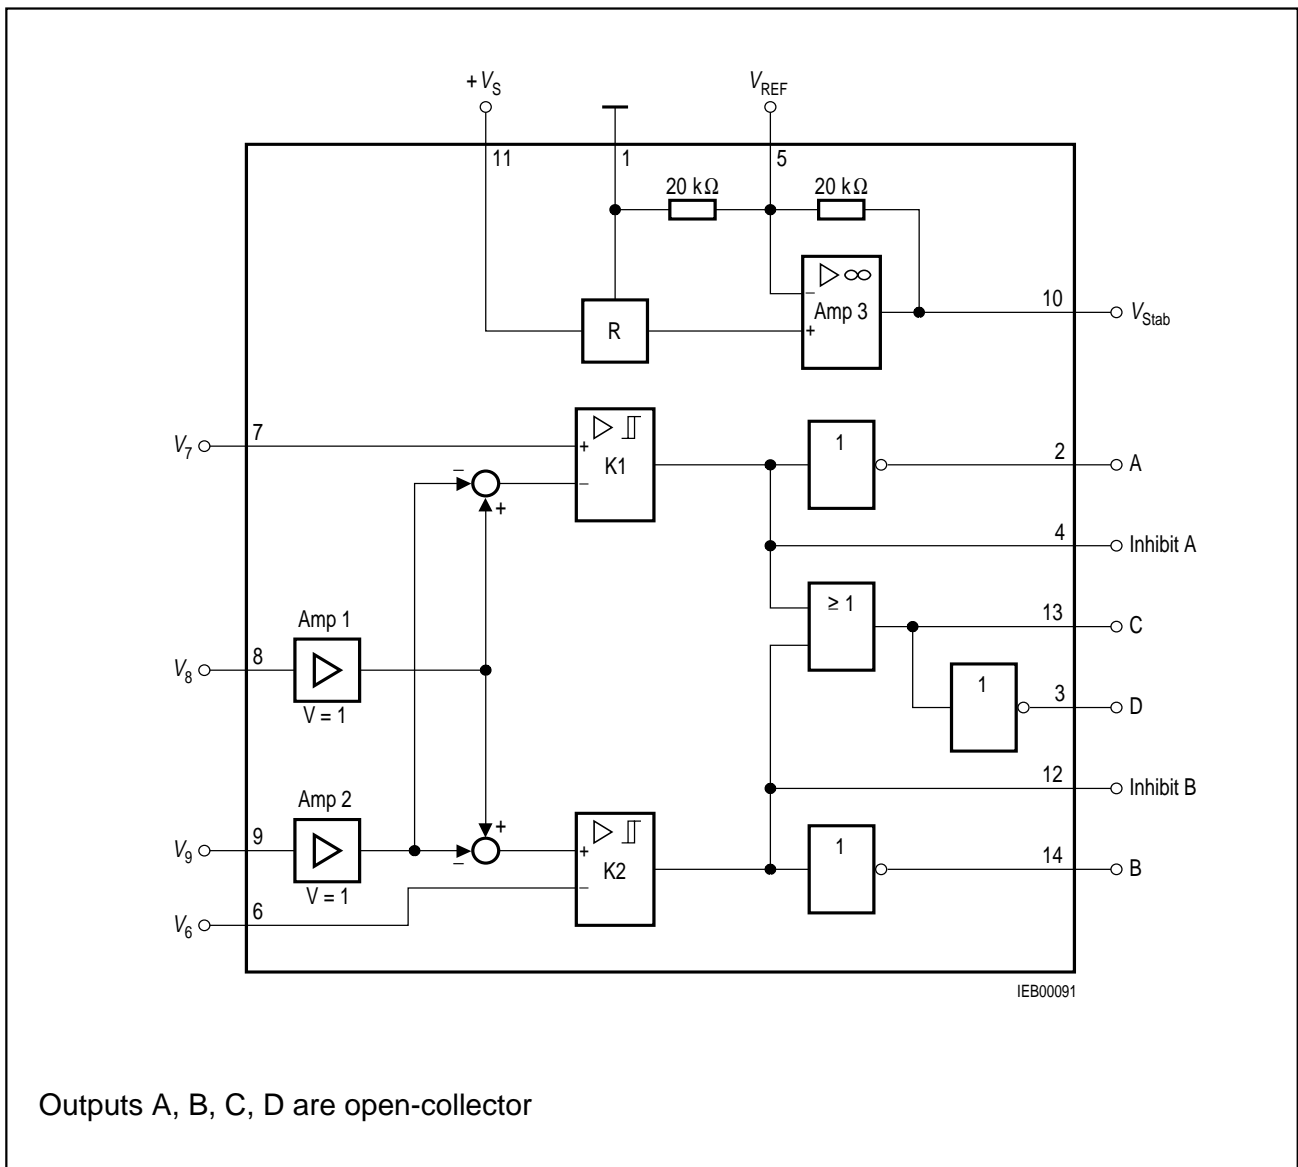 + VS
VREF
11
1
5
20 kΩ
20 kΩ
▷ ∞
−
Amp 3
+
R
10
VStab
V7
7
+
K1
−
−
+
1
2
A
4
Inhibit A
≥ 1
13
C
Amp 1
V8
8
V = 1
1
3
D
12
Inhibit B
Amp 2
V9
9
V = 1
+
−
+
K2
−
1
14
B
V6
6
IEB00091
Outputs A, B, C, D are open-collector